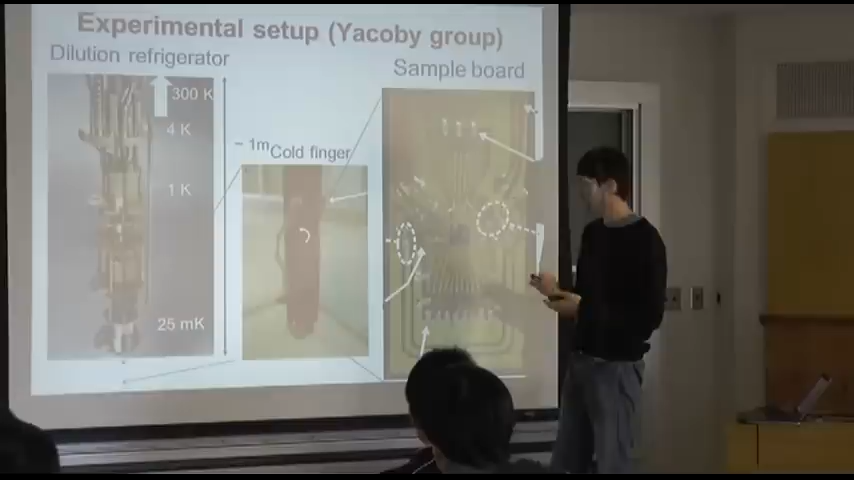 Experimental setup (Yacoby group)
Dilution refrigerator
300 K
4 K
1 K
25 mK
~ 1m
Cold finger
Sample board